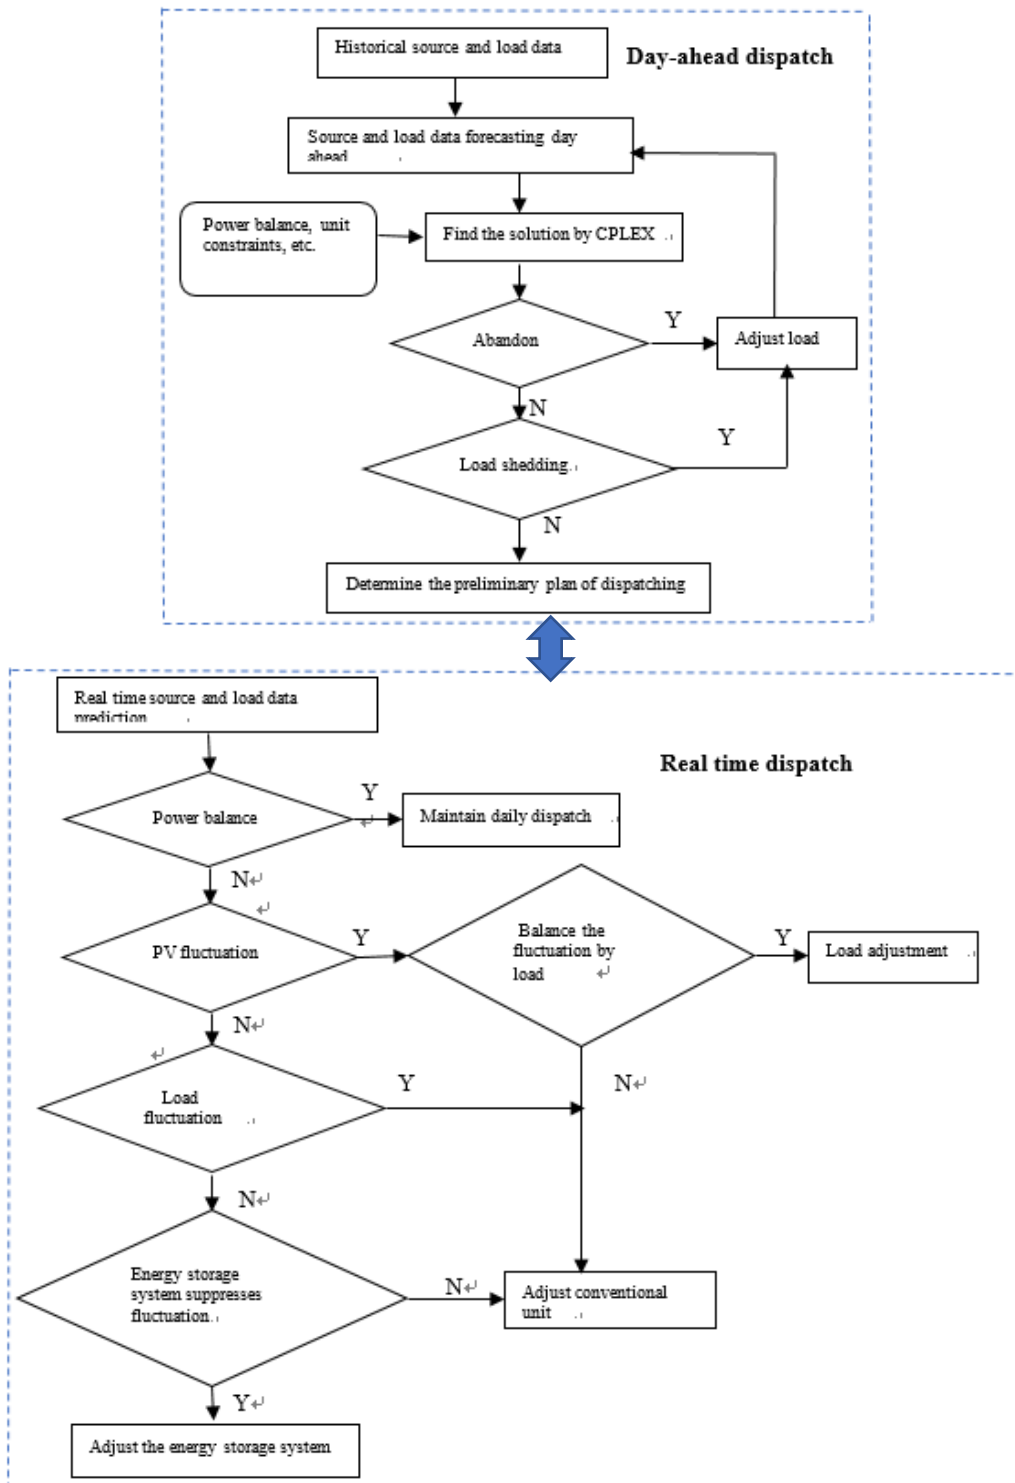 Historical source and load data
Day-ahead dispatch
Source and load data forecasting day
ahead
Power balance, unit
constraints, etc.
Find the solution by CPLEX
Abandon
Y
Adjust load
N
Load shedding
Y
N
Determine the preliminary plan of dispatching
Real time source and load data
prediction
Real time dispatch
Power balance
Y
Maintain daily dispatch
N
PV fluctuation
Y
Balance the
fluctuation by
load
Y
Load adjustment
N
Load
fluctuation
Y
N
N
Energy storage
system suppresses
fluctuation
N
Adjust conventional
unit
Y
Adjust the energy storage system